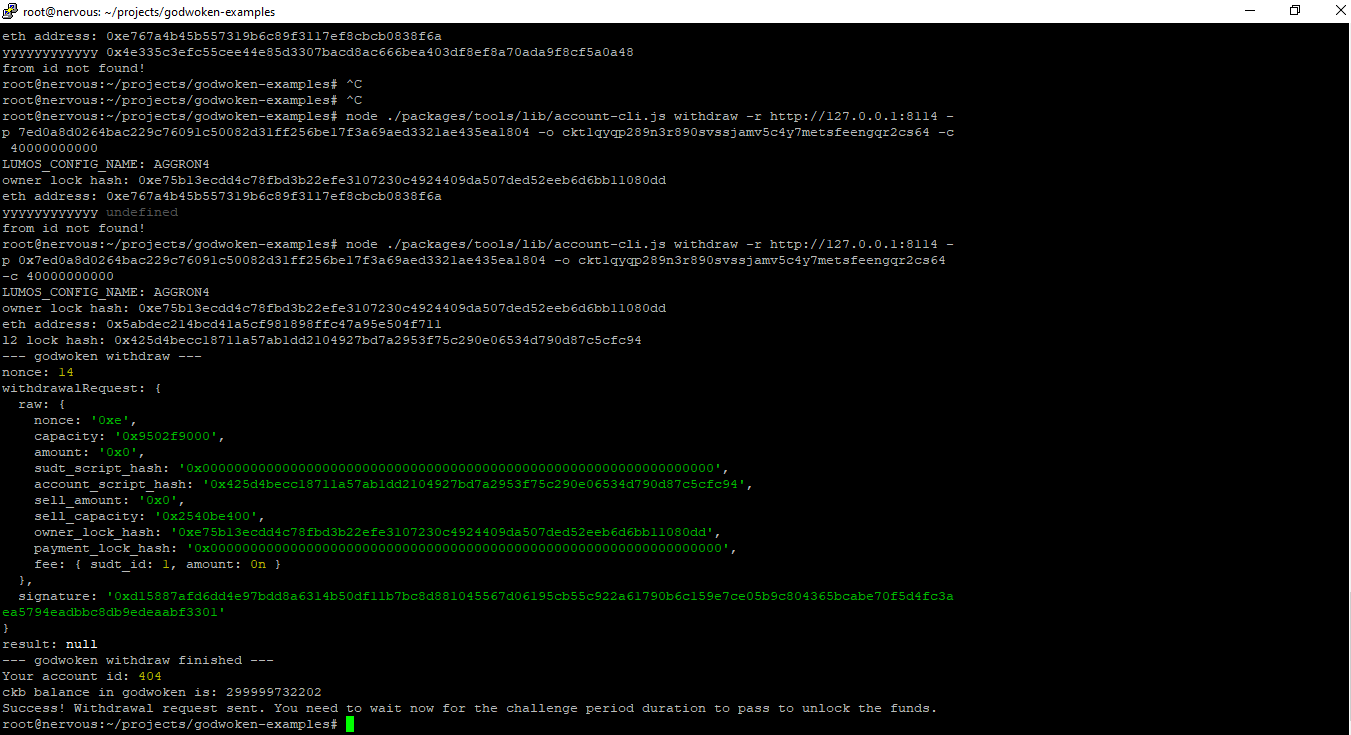 root@nervous: ~/projects/godwoken-examples
eth address: 0xe767a4b45b557319b6c89f3117ef8cbcb0838f6a
yyyyyyyyyyyy 0x4e335c3efc55cee44e85d3307bacd8ac666bea403df8ef8a70ada9f8cf5a0a48
from id not found!
root@nervous:~/projects/godwoken-examples# ^C
root@nervous:~/projects/godwoken-examples# ^C
root@nervous:~/projects/godwoken-examples# node ./packages/tools/lib/account-cli.js withdraw -r http://127.0.0.1:8114 -
p 7ed0a8d0264bac229c76091c50082d31ff256be17f3a69aed3321ae435ea1804 -o ckt1qyqp289n3r890svssjamv5c4y7metsfeengqr2cs64 -c
 40000000000
LUMOS_CONFIG_NAME: AGGRON4
owner lock hash: 0xe75b13ecdd4c78fbd3b22efe3107230c4924409da507ded52eeb6d6bb11080dd
eth address: 0xe767a4b45b557319b6c89f3117ef8cbcb0838f6a
yyyyyyyyyyyy undefined
from id not found!
root@nervous:~/projects/godwoken-examples# node ./packages/tools/lib/account-cli.js withdraw -r http://127.0.0.1:8114 -
p 0x7ed0a8d0264bac229c76091c50082d31ff256be17f3a69aed3321ae435ea1804 -o ckt1qyqp289n3r890svssjamv5c4y7metsfeengqr2cs64
-c 40000000000
LUMOS_CONFIG_NAME: AGGRON4
owner lock hash: 0xe75b13ecdd4c78fbd3b22efe3107230c4924409da507ded52eeb6d6bb11080dd
eth address: 0x5abdec214bcd41a5cf981898ffc47a95e504f711
l2 lock hash: 0x425d4becc18711a57ab1dd2104927bd7a2953f75c290e06534d790d87c5cfc94
--- godwoken withdraw ---
nonce: 14
withdrawalRequest: {
  raw: {
    nonce: '0xe',
    capacity: '0x9502f9000',
    amount: '0x0',
    sudt_script_hash: '0x0000000000000000000000000000000000000000000000000000000000000000',
    account_script_hash: '0x425d4becc18711a57ab1dd2104927bd7a2953f75c290e06534d790d87c5cfc94',
    sell_amount: '0x0',
    sell_capacity: '0x2540be400',
    owner_lock_hash: '0xe75b13ecdd4c78fbd3b22efe3107230c4924409da507ded52eeb6d6bb11080dd',
    payment_lock_hash: '0x0000000000000000000000000000000000000000000000000000000000000000',
    fee: { sudt_id: 1, amount: 0n }
  },
  signature: '0xd15887afd6dd4e97bdd8a6314b50df11b7bc8d881045567d06195cb55c922a61790b6c159e7ce05b9c804365bcabe70f5d4fc3a
ea5794eadbbc8db9edeaabf3301'
}
result: null
--- godwoken withdraw finished ---
Your account id: 404
ckb balance in godwoken is: 299999732202
Success! Withdrawal request sent. You need to wait now for the challenge period duration to pass to unlock the funds.
root@nervous:~/projects/godwoken-examples#